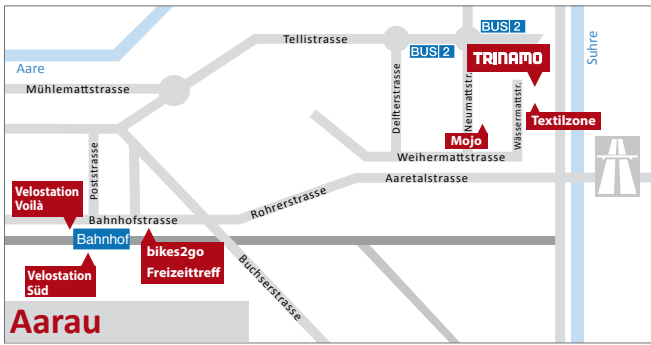 BUS 2
Tellistrasse
BUS 2
TRINAMO
Suhre
Aare
Mühlemattstrasse
Delfterstrasse
Neumattstr.
Wässermattstr.
Textilzone
Mojo
Weihermattstrasse
Poststrasse
Aaretalstrasse
Velostation
Voilà
Rohrerstrasse
Bahnhofstrasse
Bahnhof
bikes2go
Freizeittreff
Velostation
Süd
Buchserstrasse
Aarau